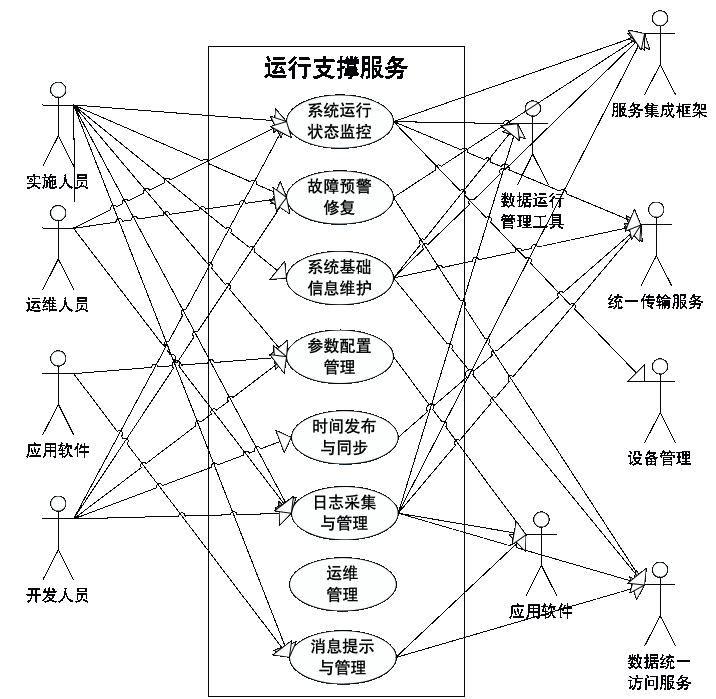 运行支撑服务
系统运行
状态监控
故障预警
修复
系统基础
信息维护
参数配置
管理
时间发布
与同步
日志采集
与管理
运维
管理
消息提示
与管理
实施人员
运维人员
应用软件
开发人员
服务集成框架
数据运行
管理工具
统一传输服务
设备管理
应用软件
数据统一
访问服务